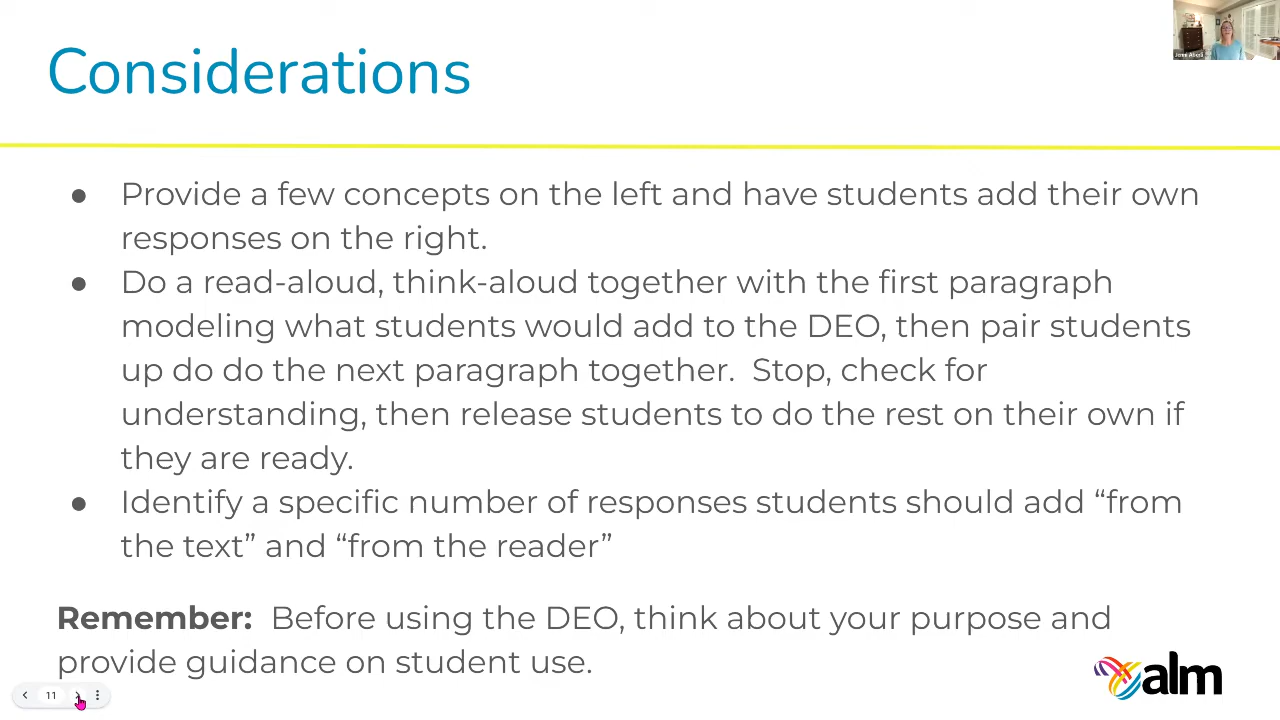 Considerations
● Provide a few concepts on the left and have students add their own
responses on the right.
● Do a read-aloud, think-aloud together with the first paragraph
modeling what students would add to the DEO, then pair students
up do do the next paragraph together.  Stop, check for
understanding, then release students to do the rest on their own if
they are ready.
● Identify a specific number of responses students should add “from
the text” and “from the reader”
Remember:  Before using the DEO, think about your purpose and
provide guidance on student use.
11
alm